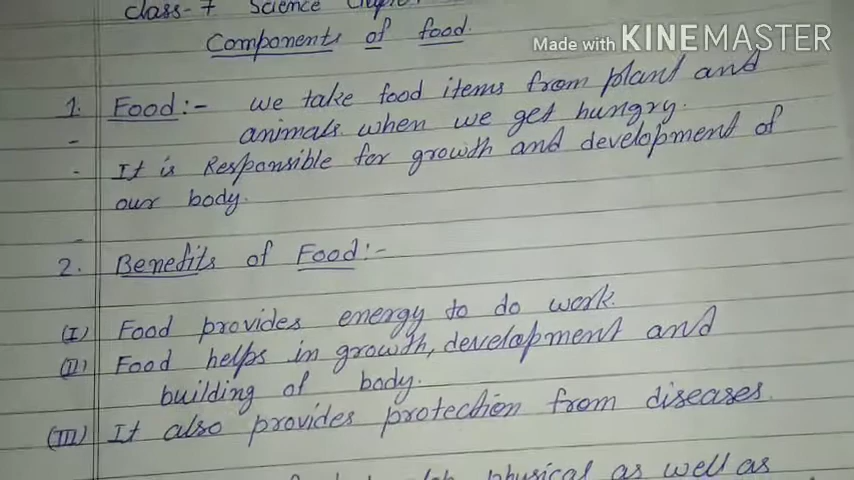 class-7 Science
Components of food.
Made with KINEMASTER
1. Food:- we take food items from plant and
animals when we get hungry.
It is Responsible for growth and development of
our body.
2. Benefits of Food:-
(I) Food provides energy to do work.
(II) Food helps in growth, development and
building of body.
(III) It also provides protection from diseases.
physical as well as